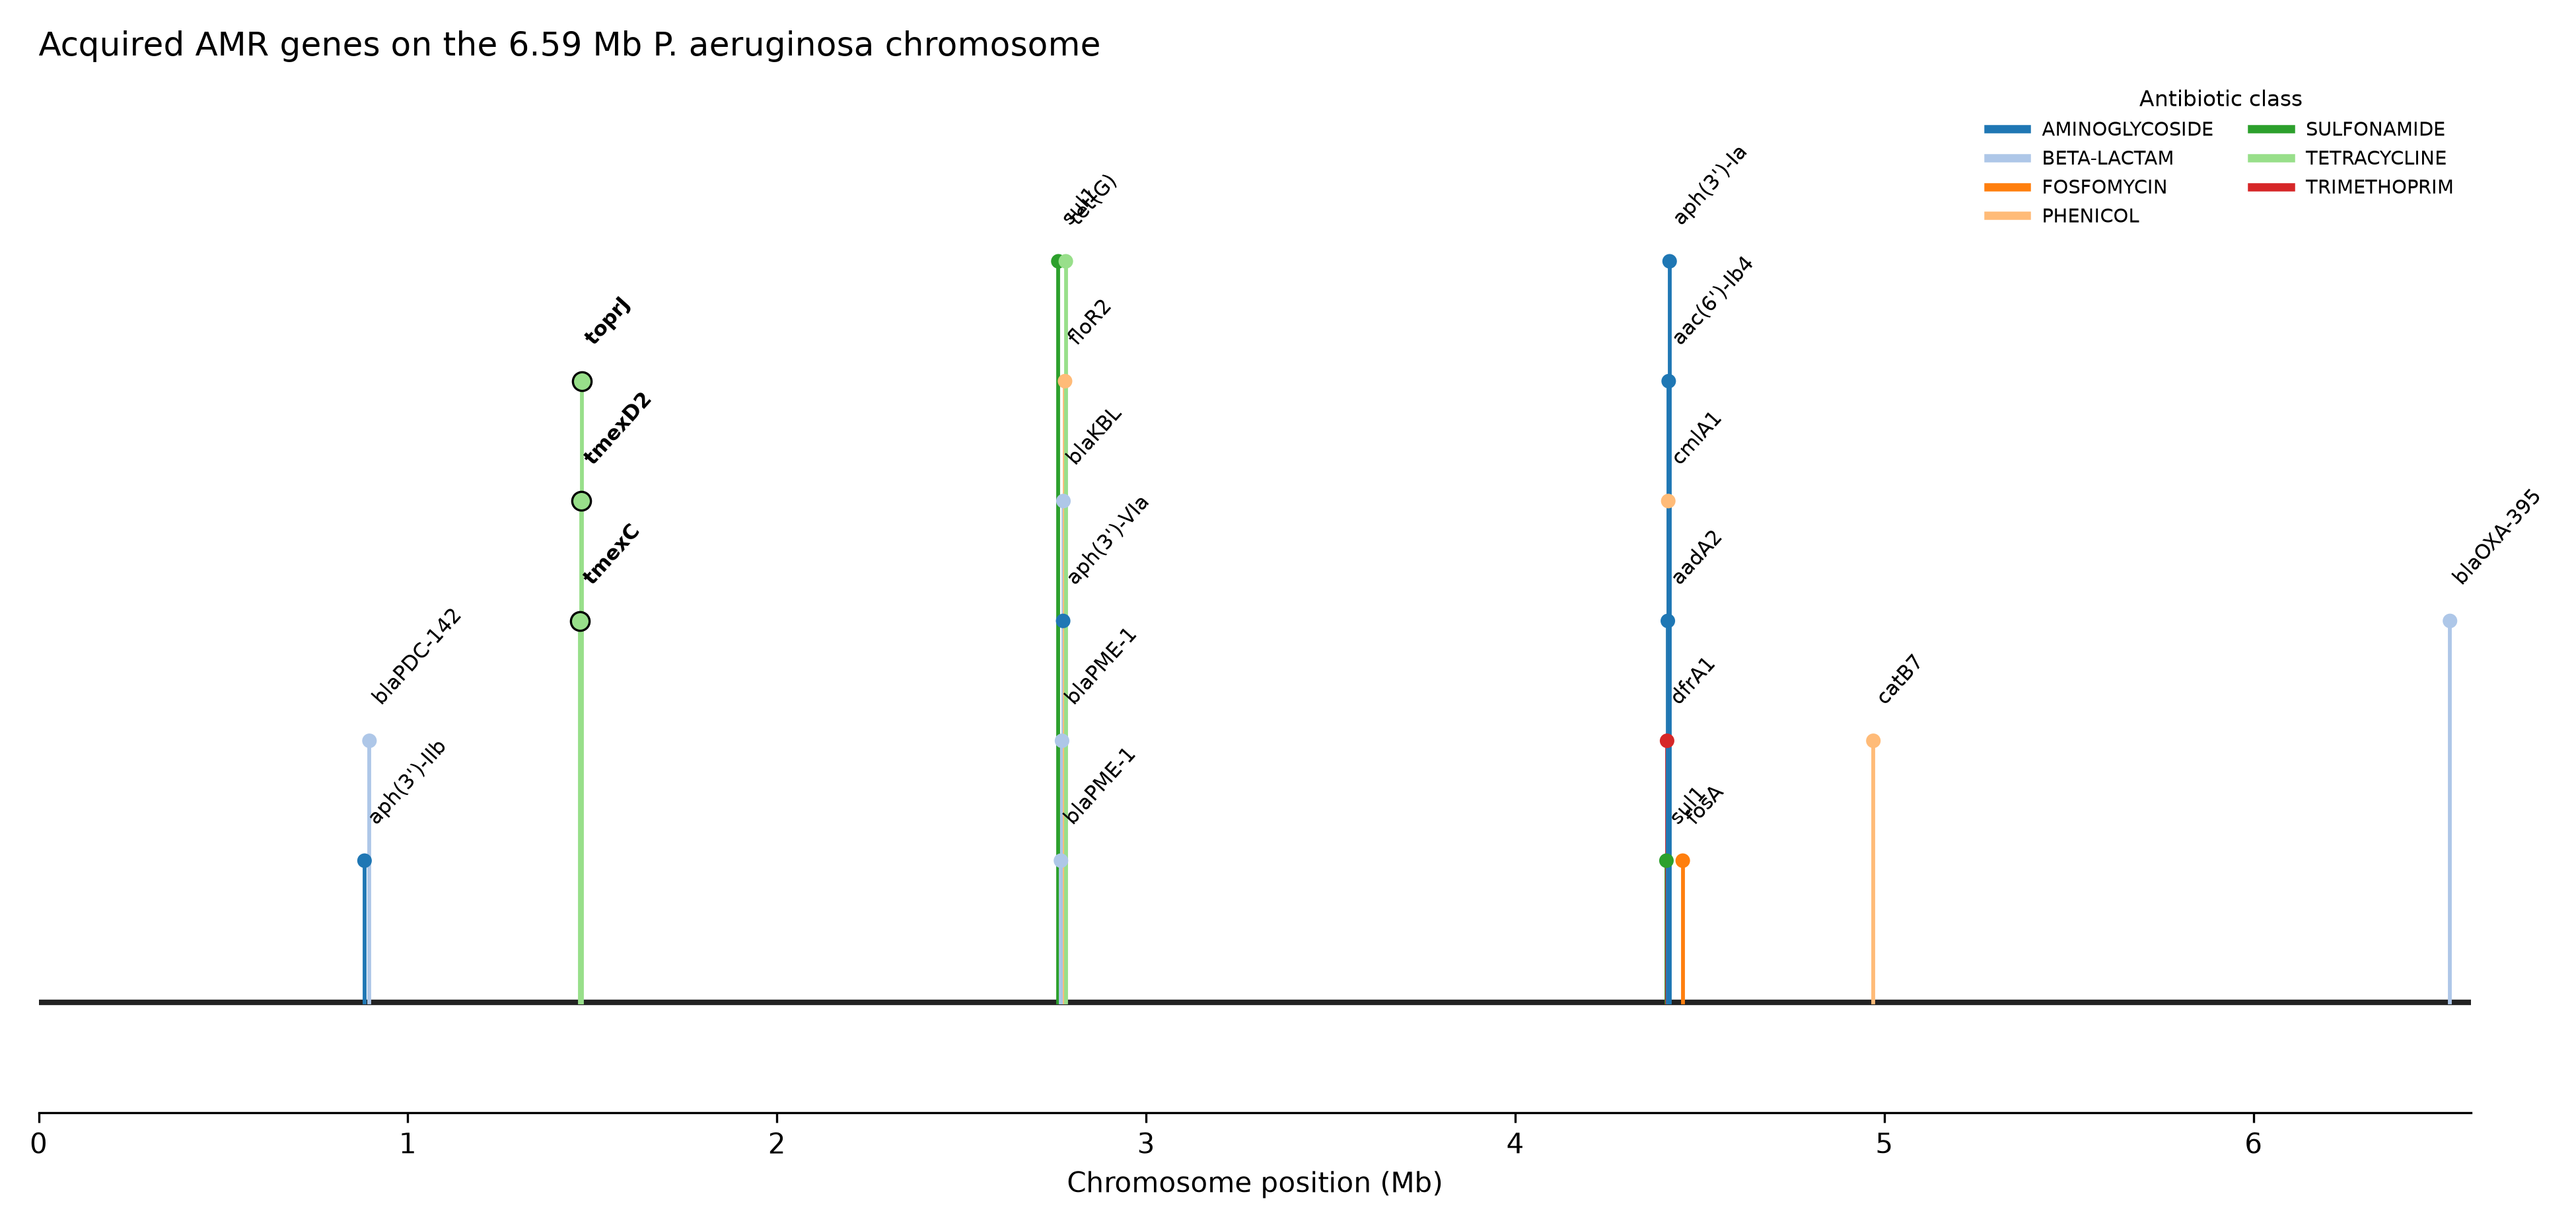 Acquired AMR genes on the 6.59 Mb P. aeruginosa chromosome
Antibiotic class
AMINOGLYCOSIDE
BETA-LACTAM
FOSFOMYCIN
PHENICOL
SULFONAMIDE
TETRACYCLINE
TRIMETHOPRIM
aph(3')-IIb
blaPDC-142
tmexC
tmexD2
toprJ
sul1
tet(G)
floR2
blaKBL
aph(3')-VIa
blaPME-1
blaPME-1
aph(3')-Ia
aac(6')-Ib4
cmlA1
aadA2
dfrA1
sul1
fosA
catB7
blaOXA-395
0 1 2 3 4 5 6
Chromosome position (Mb)